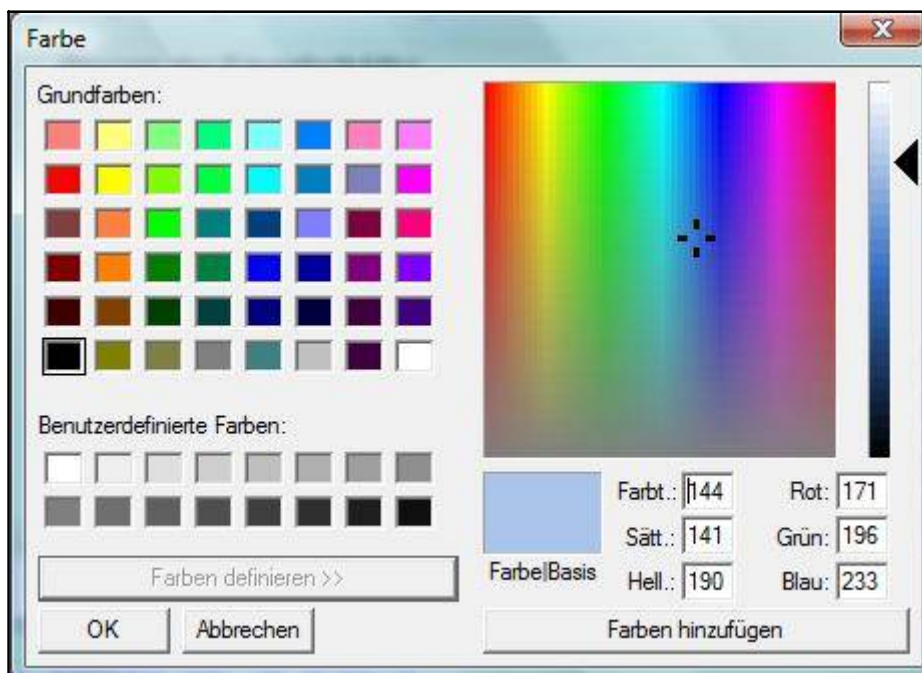 Farbe
Grundfarben:
Benutzerdefinierte Farben:
Farben definieren >>
OK Abbrechen
Farbe|Basis
Farbt.: 144 Rot: 171
Sätt.: 141 Grün: 196
Hell.: 190 Blau: 233
Farben hinzufügen